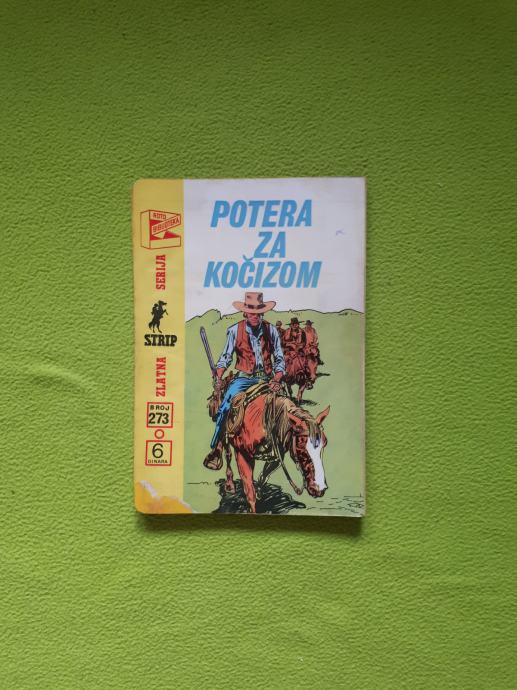 POTERA
ZA
KOČIZOM
ROTO
BIBLIOTEKA
ZLATNA
STRIP
SERIJA
BROJ
273
6
DINARA